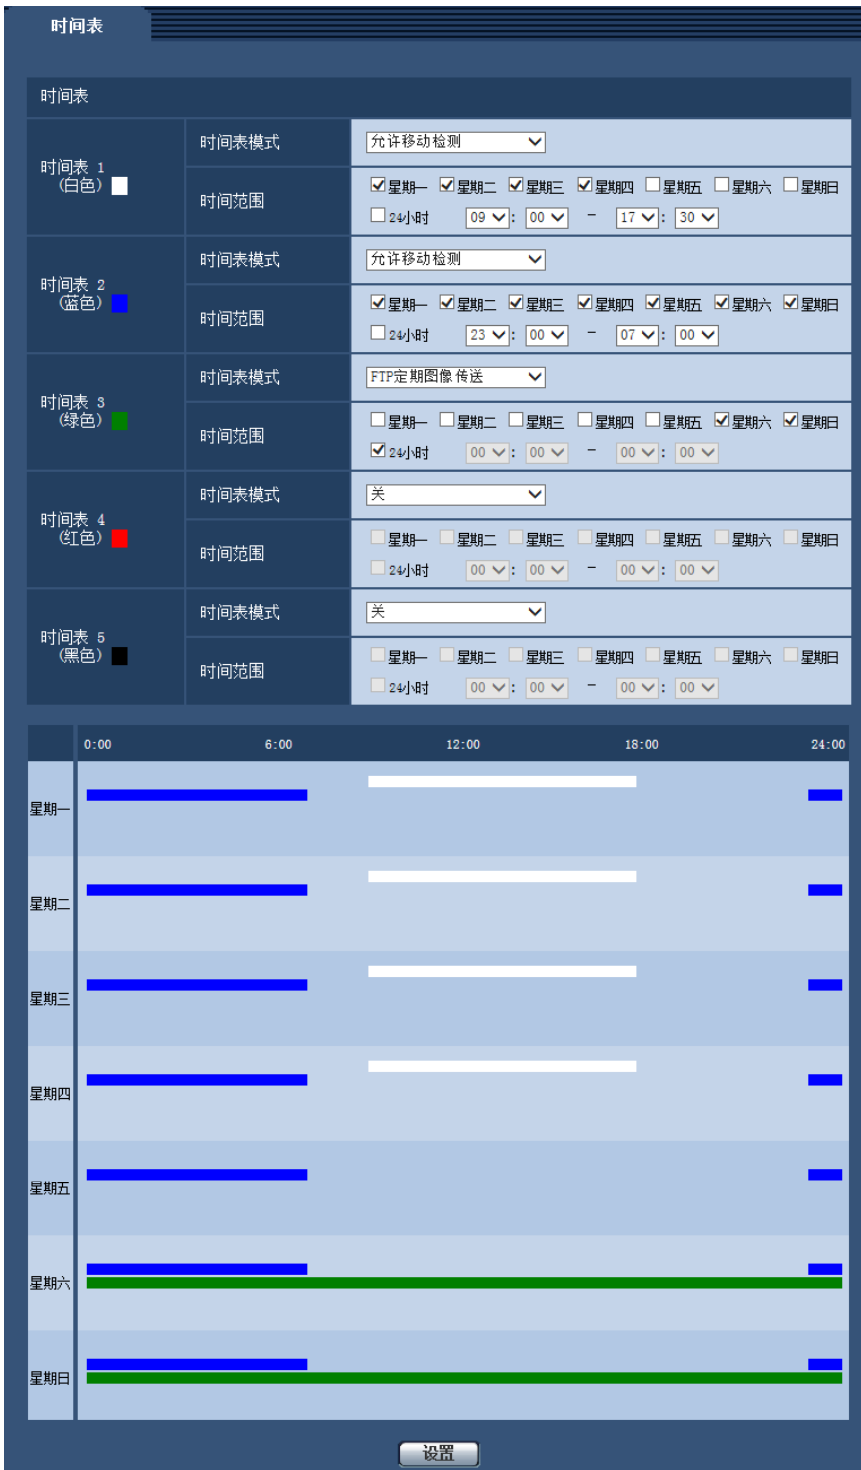 时间表
时间表
时间表 1
(白色)
时间表模式
允许移动检测
时间范围
星期一 星期二 星期三 星期四 星期五 星期六 星期日
24小时 09 : 00 - 17 : 30
时间表 2
(蓝色)
时间表模式
允许移动检测
时间范围
星期一 星期二 星期三 星期四 星期五 星期六 星期日
24小时 23 : 00 - 07 : 00
时间表 3
(绿色)
时间表模式
FTP定期图像传送
时间范围
星期一 星期二 星期三 星期四 星期五 星期六 星期日
24小时 00 : 00 - 00 : 00
时间表 4
(红色)
时间表模式
关
时间范围
星期一 星期二 星期三 星期四 星期五 星期六 星期日
24小时 00 : 00 - 00 : 00
时间表 5
(黑色)
时间表模式
关
时间范围
星期一 星期二 星期三 星期四 星期五 星期六 星期日
24小时 00 : 00 - 00 : 00
0:00 6:00 12:00 18:00 24:00
星期一
星期二
星期三
星期四
星期五
星期六
星期日
设置